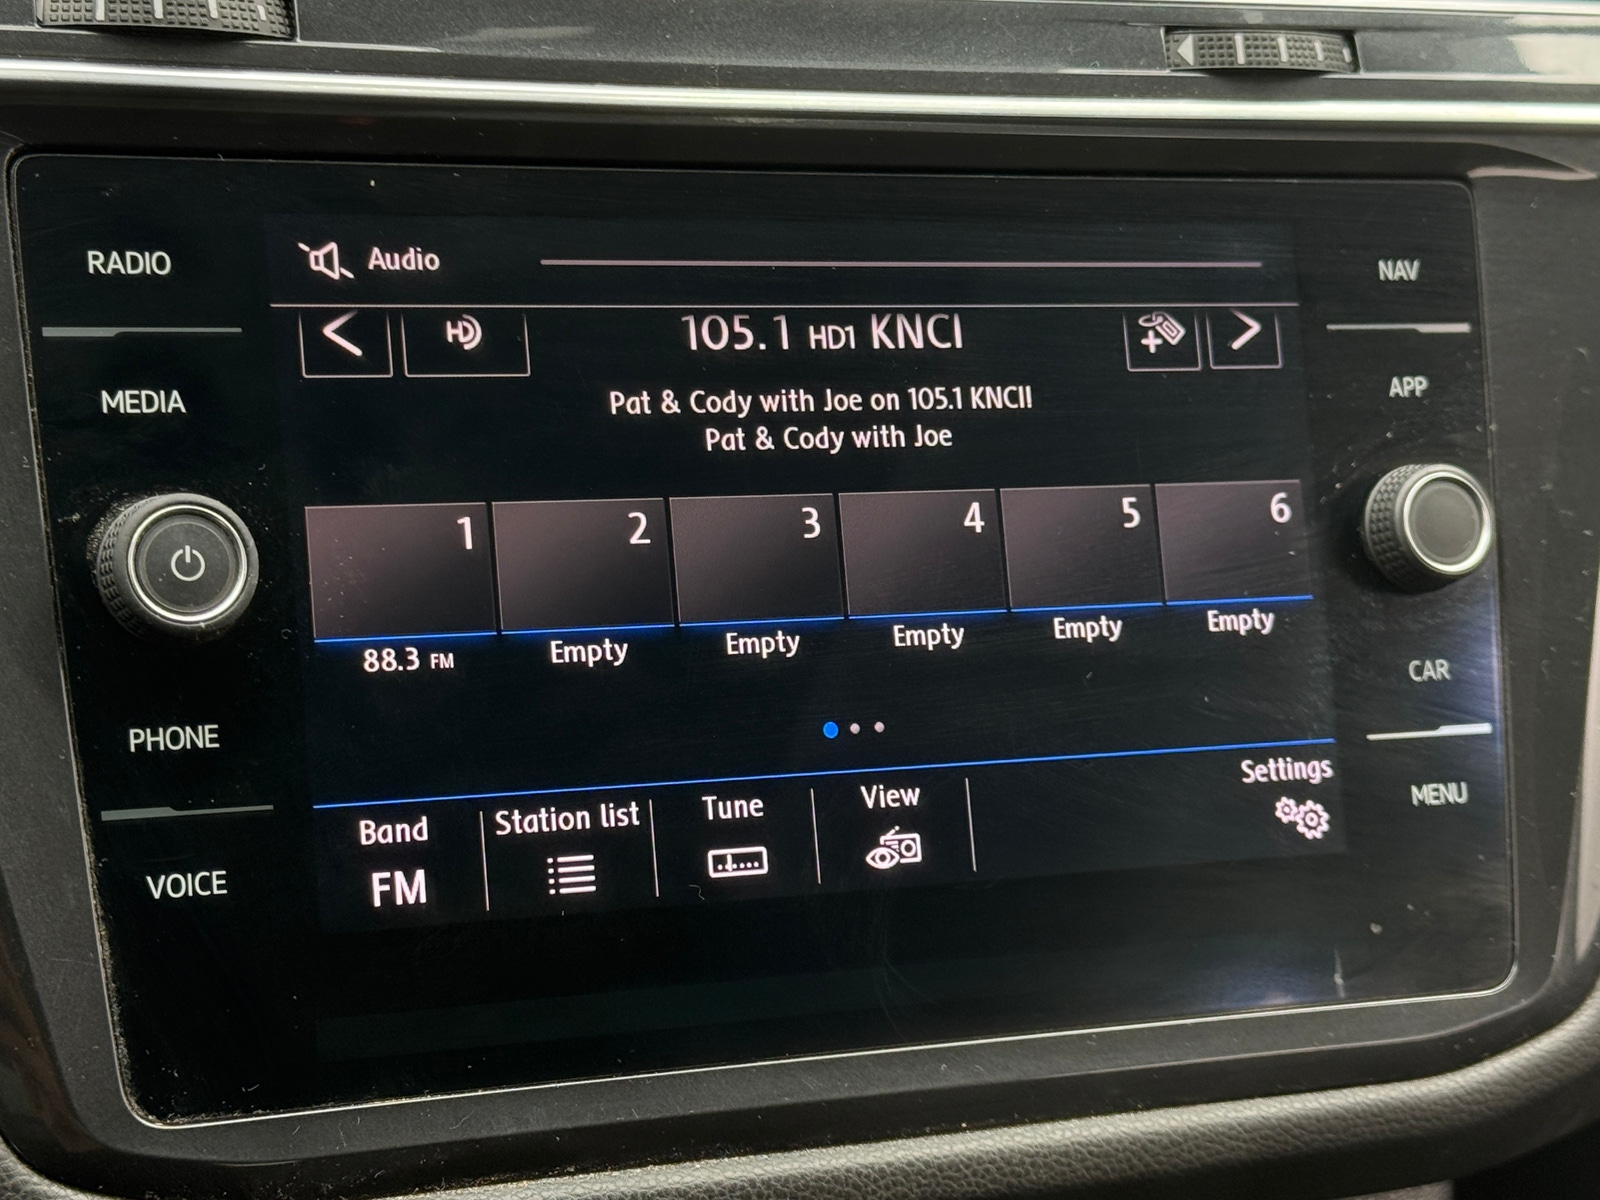 RADIO
MEDIA
PHONE
VOICE
Audio
HD
105.1 HD1 KNCI
Pat & Cody with Joe on 105.1 KNCI!
Pat & Cody with Joe
1 2 3 4 5 6
88.3 FM Empty Empty Empty Empty Empty
Band Station list Tune View Settings
FM
NAV
APP
CAR
MENU